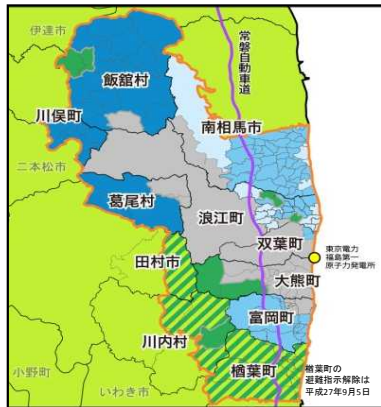 伊達市
常磐自動車道
飯舘村
川俣町
南相馬市
二本松市
葛尾村
浪江町
双葉町
東京電力
福島第一
原子力発電所
田村市
大熊町
富岡町
川内村
楢葉町
楢葉町の
避難指示解除は
平成27年9月5日
小野町
いわき市